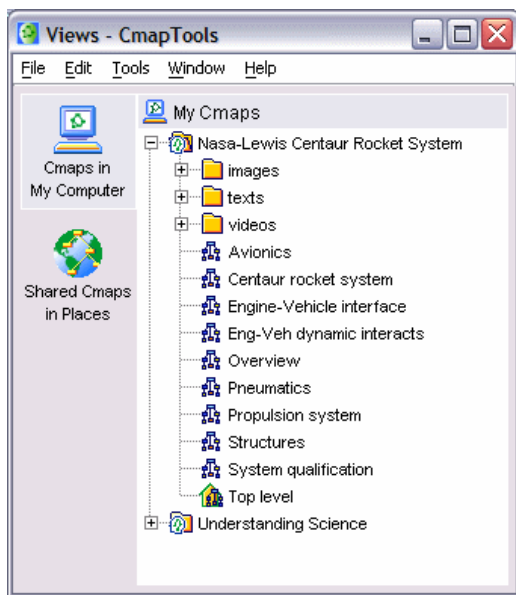 Views - CmapTools
File Edit Tools Window Help
Cmaps in
My Computer
Shared Cmaps
in Places
My Cmaps
Nasa-Lewis Centaur Rocket System
images
texts
videos
Avionics
Centaur rocket system
Engine-Vehicle interface
Eng-Veh dynamic interacts
Overview
Pneumatics
Propulsion system
Structures
System qualification
Top level
Understanding Science